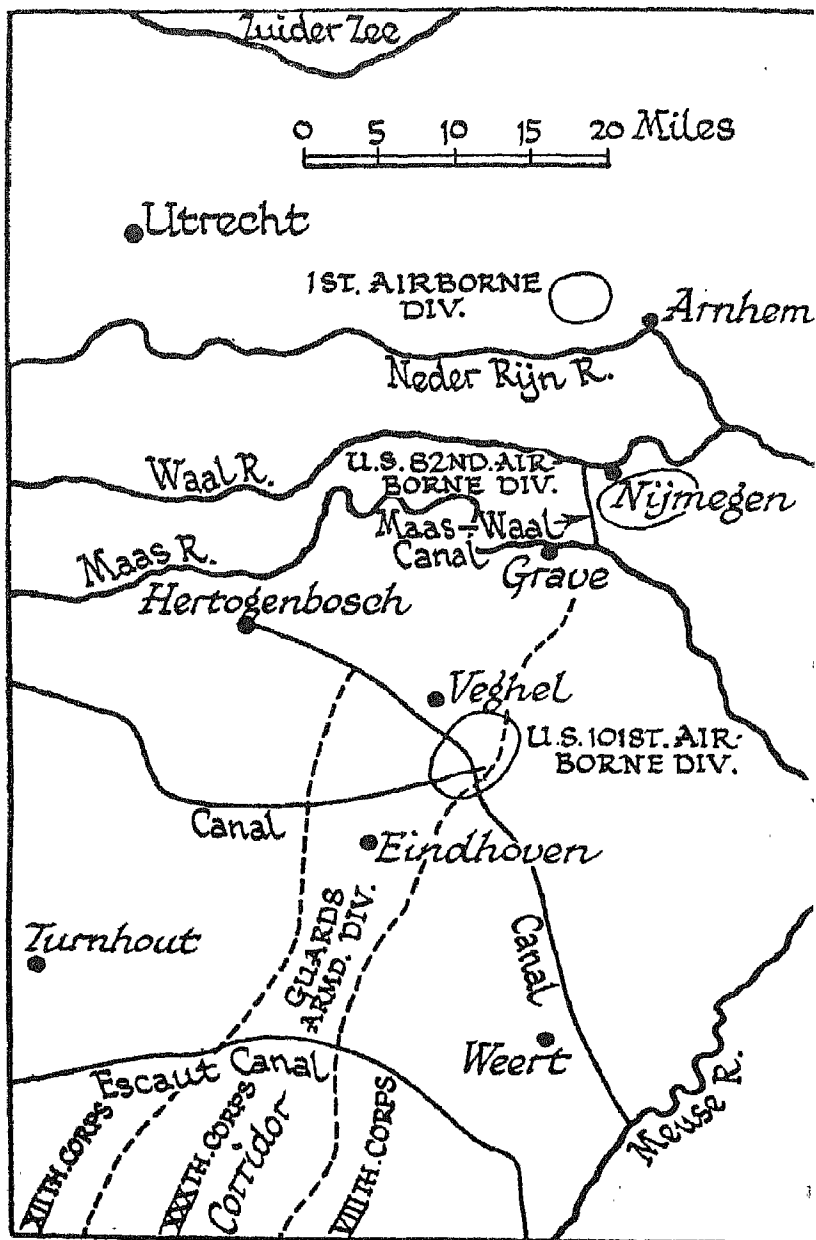 Zuider Zee
0 5 10 15 20 Miles
Utrecht
1ST. AIRBORNE
DIV.
Arnhem
Neder Rijn R.
Waal R.
U.S. 82ND. AIR-
BORNE DIV.
Nijmegen
Maas-Waal
Canal
Maas R.
Grave
Hertogenbosch
Veghel
U.S. 101ST. AIR-
BORNE DIV.
Canal
Eindhoven
GUARDS
ARMD. DIV.
Turnhout
Canal
Weert
Escaut Canal
Meuse R.
XIITH. CORPS
XXXTH. CORPS
Corridor
VIIITH. CORPS